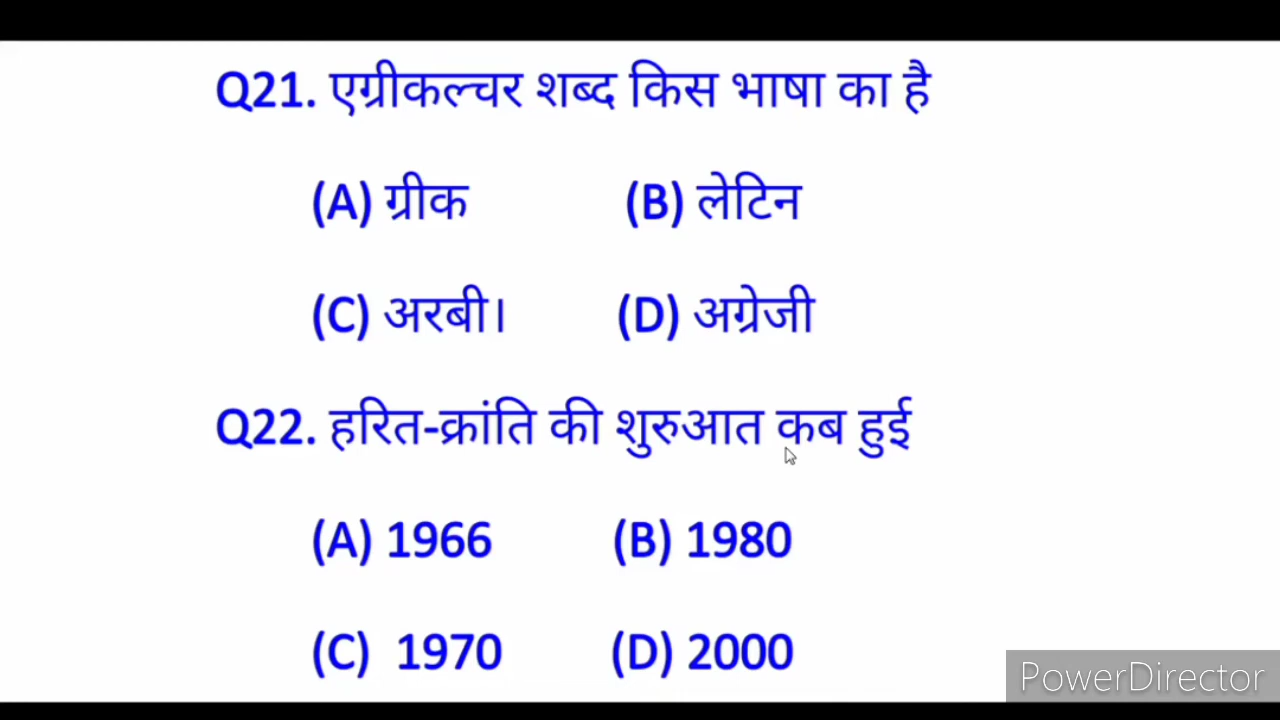 Q21. एग्रीकल्चर शब्द किस भाषा का है
(A) ग्रीक (B) लेटिन
(C) अरबी। (D) अग्रेजी
Q22. हरित-क्रांति की शुरुआत कब हुई
(A) 1966 (B) 1980
(C) 1970 (D) 2000
PowerDirector